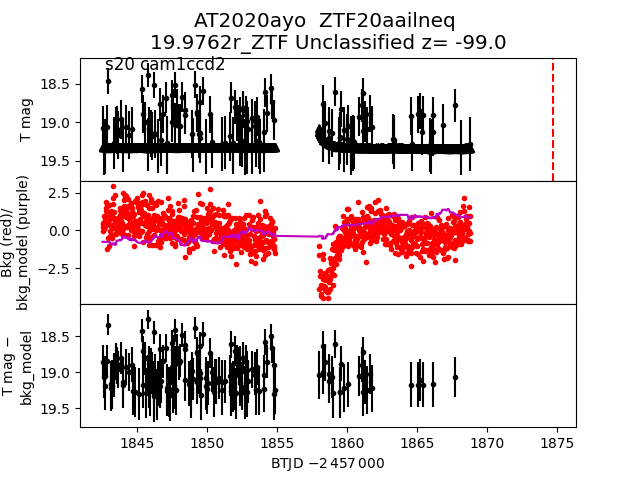 AT2020ayo  ZTF20aailneq
19.9762r_ZTF Unclassified z= -99.0
s20 cam1ccd2
T mag
18.5
19.0
19.5
Bkg (red)/
bkg_model (purple)
2.5
0.0
−2.5
T mag −
bkg_model
18.5
19.0
19.5
1845 1850 1855 1860 1865 1870 1875
BTJD −2 457 000